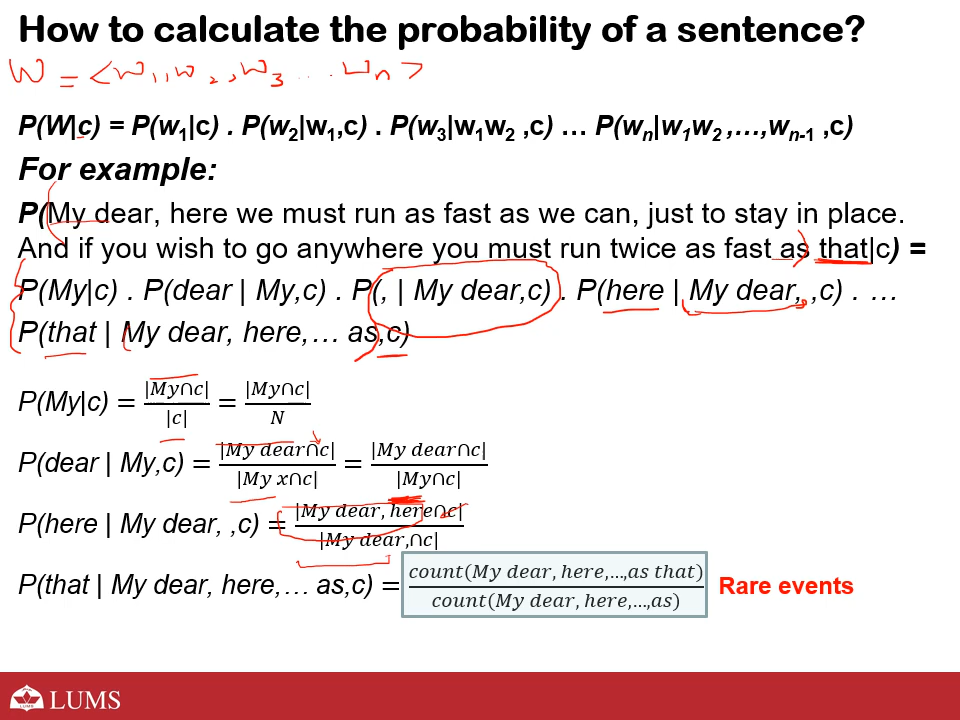 How to calculate the probability of a sentence?
W = <w₁, w₂, w₃ ... wₙ>
P(W|c) = P(w₁|c) . P(w₂|w₁,c) . P(w₃|w₁w₂ ,c) … P(wₙ|w₁w₂ ,…,wₙ₋₁ ,c)
For example:
P(My dear, here we must run as fast as we can, just to stay in place.
And if you wish to go anywhere you must run twice as fast as that|c) =
P(My|c) . P(dear | My,c) . P(, | My dear,c) . P(here | My dear, ,c) . …
P(that | My dear, here,… as,c)
P(My|c) = |My∩c| / |c| = |My∩c| / N
P(dear | My,c) = |My dear∩c| / |My x∩c| = |My dear∩c| / |My∩c|
P(here | My dear, ,c) = |My dear, here∩c| / |My dear,∩c|
P(that | My dear, here,… as,c) = count(My dear, here,...,as that) / count(My dear, here,...,as) Rare events
LUMS